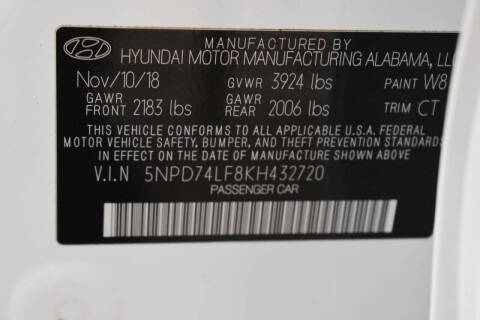 MANUFACTURED BY
HYUNDAI MOTOR MANUFACTURING ALABAMA, LLC
Nov/10/18 GVWR 3924 lbs PAINT W8
GAWR FRONT 2183 lbs GAWR REAR 2006 lbs TRIM CT
THIS VEHICLE CONFORMS TO ALL APPLICABLE U.S.A. FEDERAL
MOTOR VEHICLE SAFETY, BUMPER, AND THEFT PREVENTION STANDARDS
IN EFFECT ON THE DATE OF MANUFACTURE SHOWN ABOVE.
V.I.N 5NPD74LF8KH432720
PASSENGER CAR